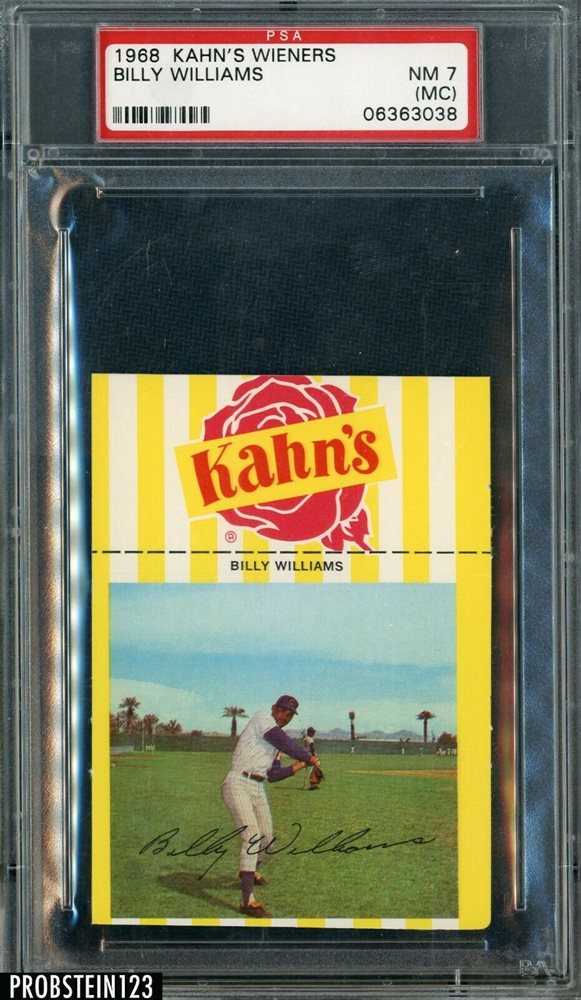 PSA
1968 KAHN'S WIENERS
BILLY WILLIAMS
NM 7
(MC)
06363038
Kahn's
®
BILLY WILLIAMS
Billy Williams
PROBSTEIN123